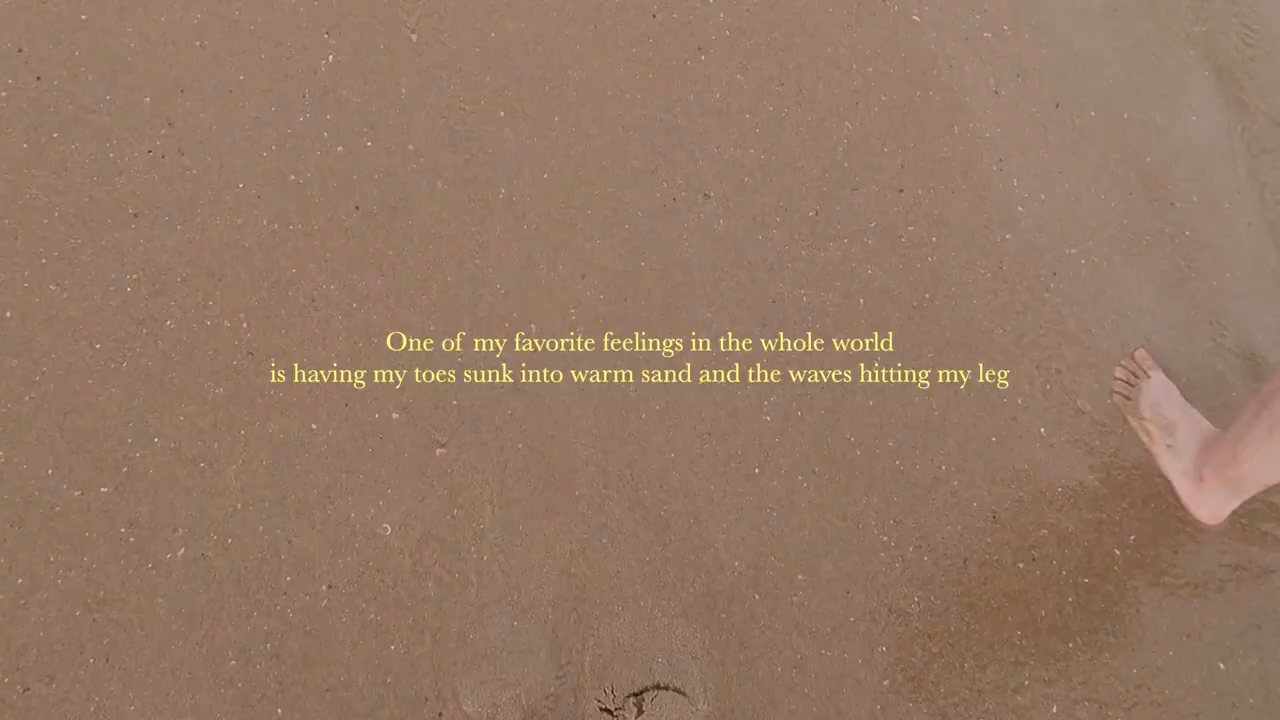 One of my favorite feelings in the whole world
is having my toes sunk into warm sand and the waves hitting my leg